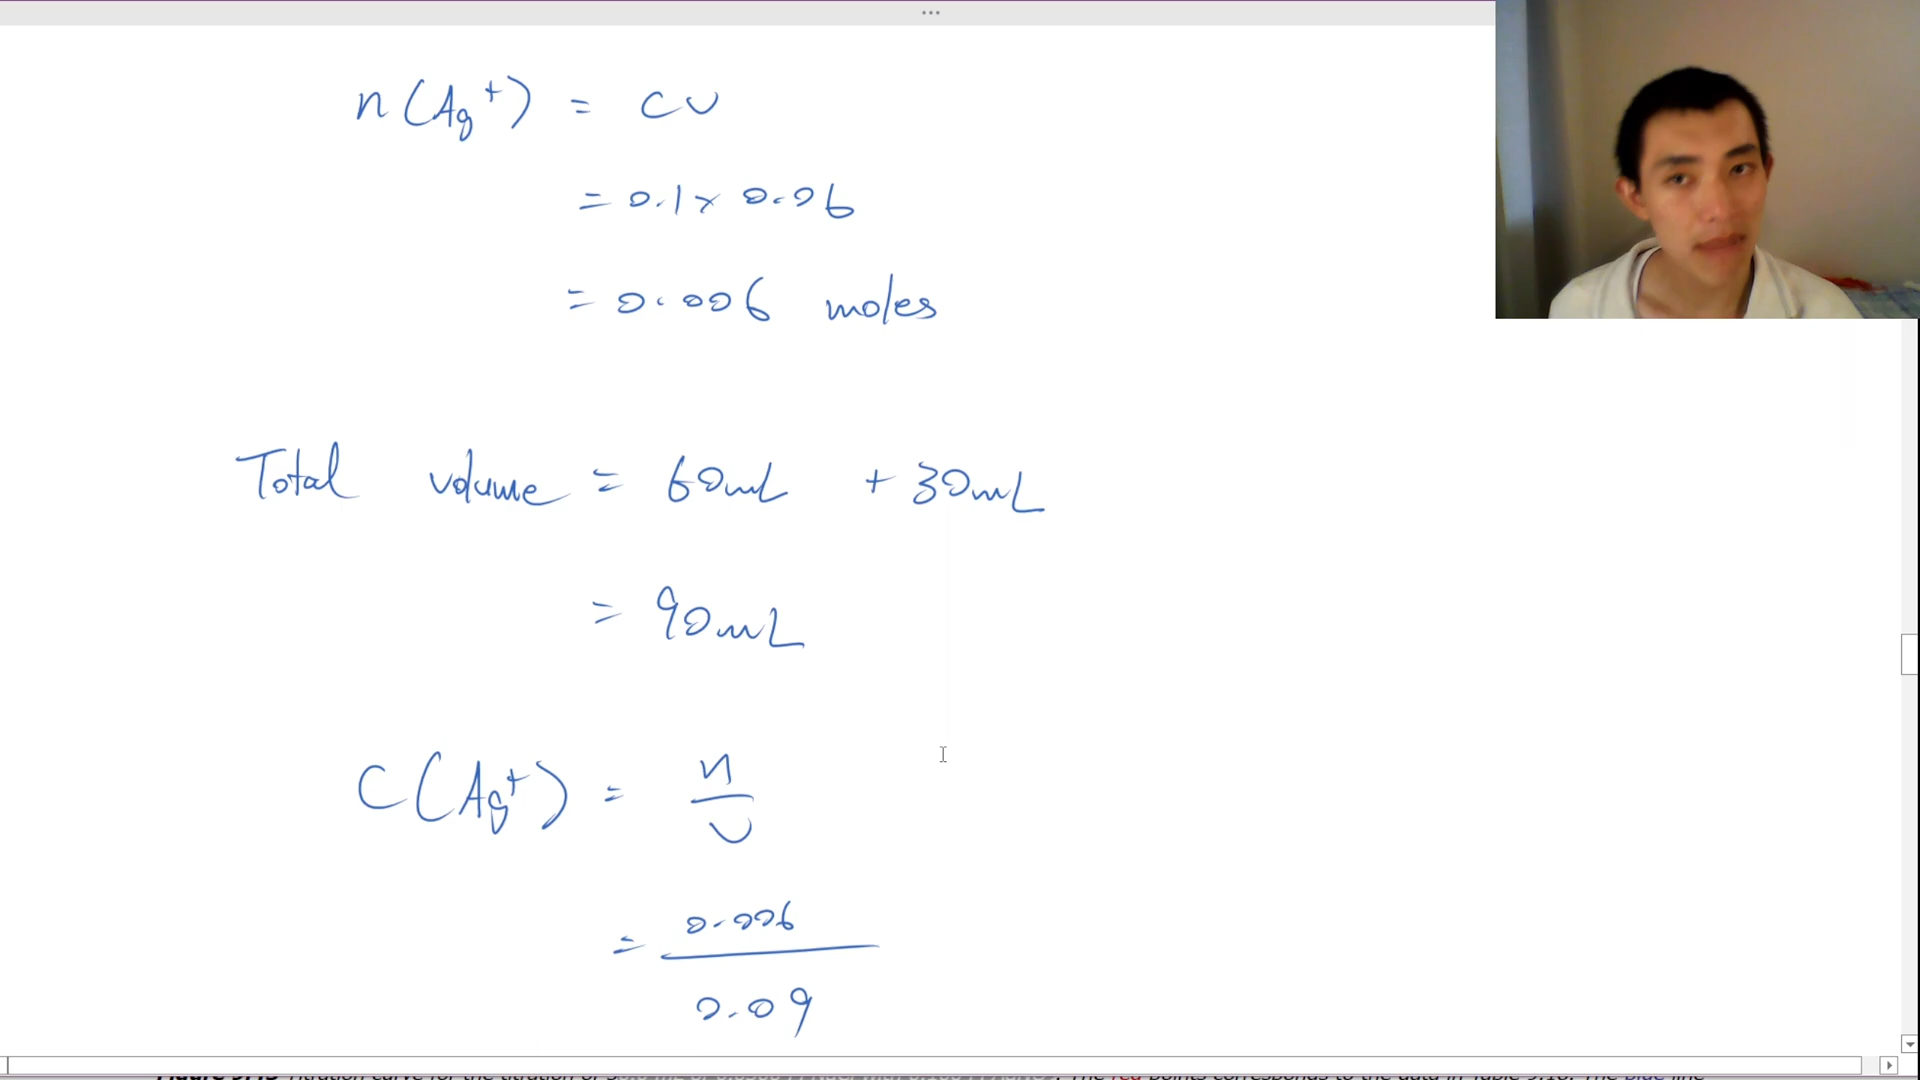 ...
n(Ag⁺) = cv
= 0.1 x 0.06
= 0.006 moles
Total volume = 60mL + 30mL
= 90mL
C(Ag⁺) = n/v
= 0.006/0.09